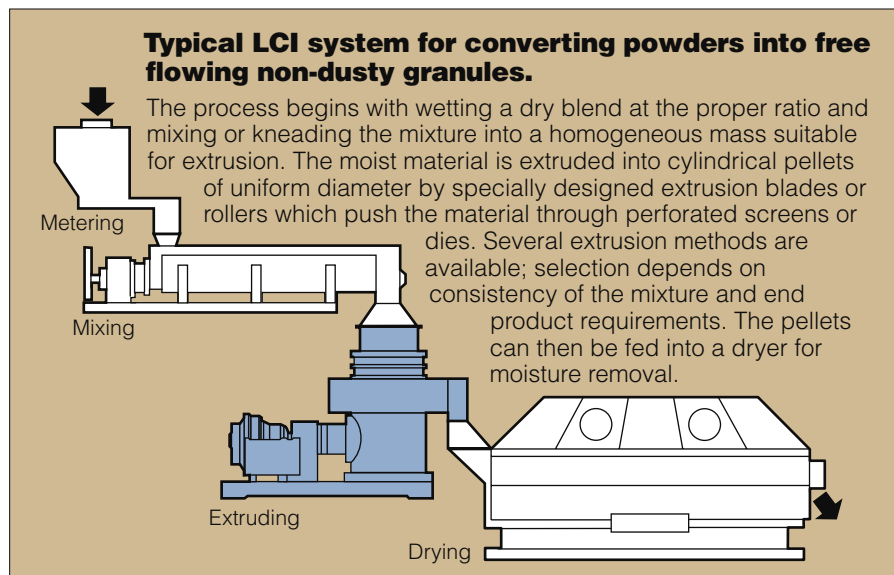 Typical LCI system for converting powders into free
flowing non-dusty granules.
The process begins with wetting a dry blend at the proper ratio and
mixing or kneading the mixture into a homogeneous mass suitable
for extrusion. The moist material is extruded into cylindrical pellets
of uniform diameter by specially designed extrusion blades or
rollers which push the material through perforated screens or
dies. Several extrusion methods are
available; selection depends on
consistency of the mixture and end
product requirements. The pellets
can then be fed into a dryer for
moisture removal.
Metering
Mixing
Extruding
Drying